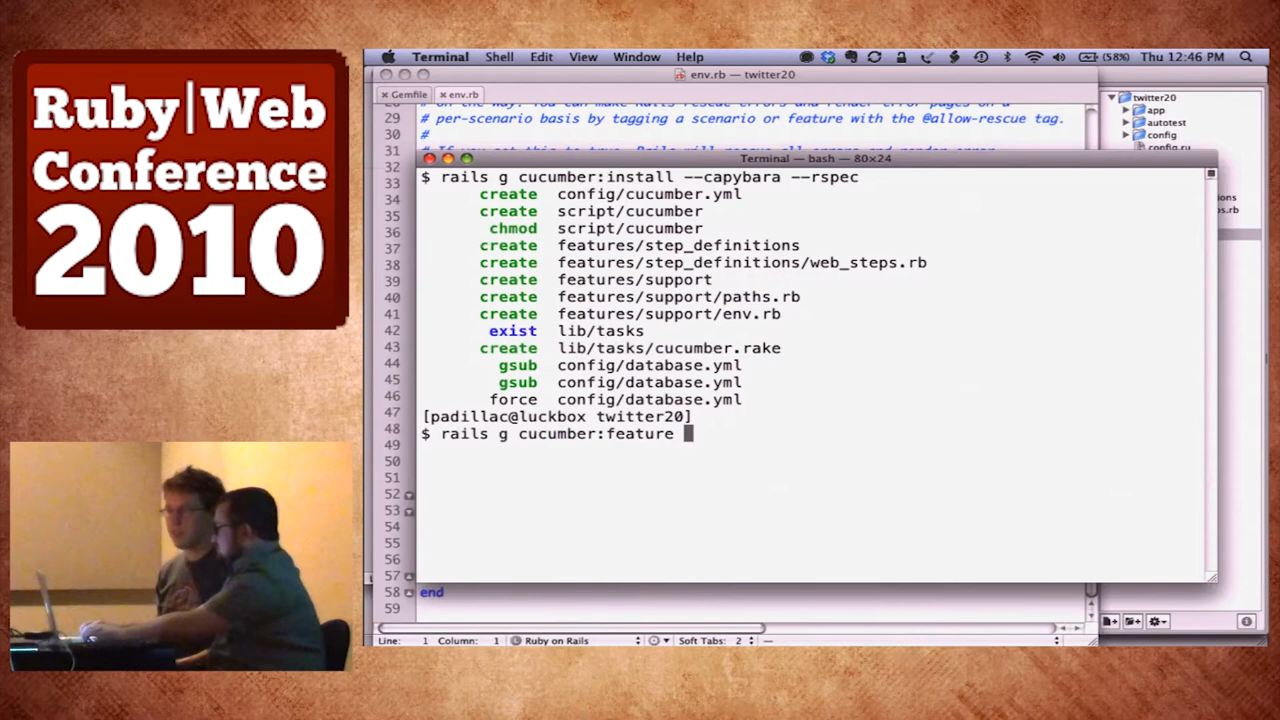 Ruby|Web
Conference
2010
Terminal Shell Edit View Window Help (58%) Thu 12:46 PM
env.rb — twitter20
Gemfile env.rb
29 # per-scenario basis by tagging a scenario or feature with the @allow-rescue tag.
30 #
31
32
33
34
35
36
37
38
39
40
41
42
43
44
45
46
47
48
49
50
51
52
53
54
55
56
57
58 end
59
Terminal — bash — 80×24
$ rails g cucumber:install --capybara --rspec
create config/cucumber.yml
create script/cucumber
chmod script/cucumber
create features/step_definitions
create features/step_definitions/web_steps.rb
create features/support
create features/support/paths.rb
create features/support/env.rb
exist lib/tasks
create lib/tasks/cucumber.rake
gsub config/database.yml
gsub config/database.yml
force config/database.yml
[padillac@luckbox twitter20]
$ rails g cucumber:feature
twitter20
app
autotest
config
config.ru
Line: 1 Column: 1 Ruby on Rails Soft Tabs: 2 —